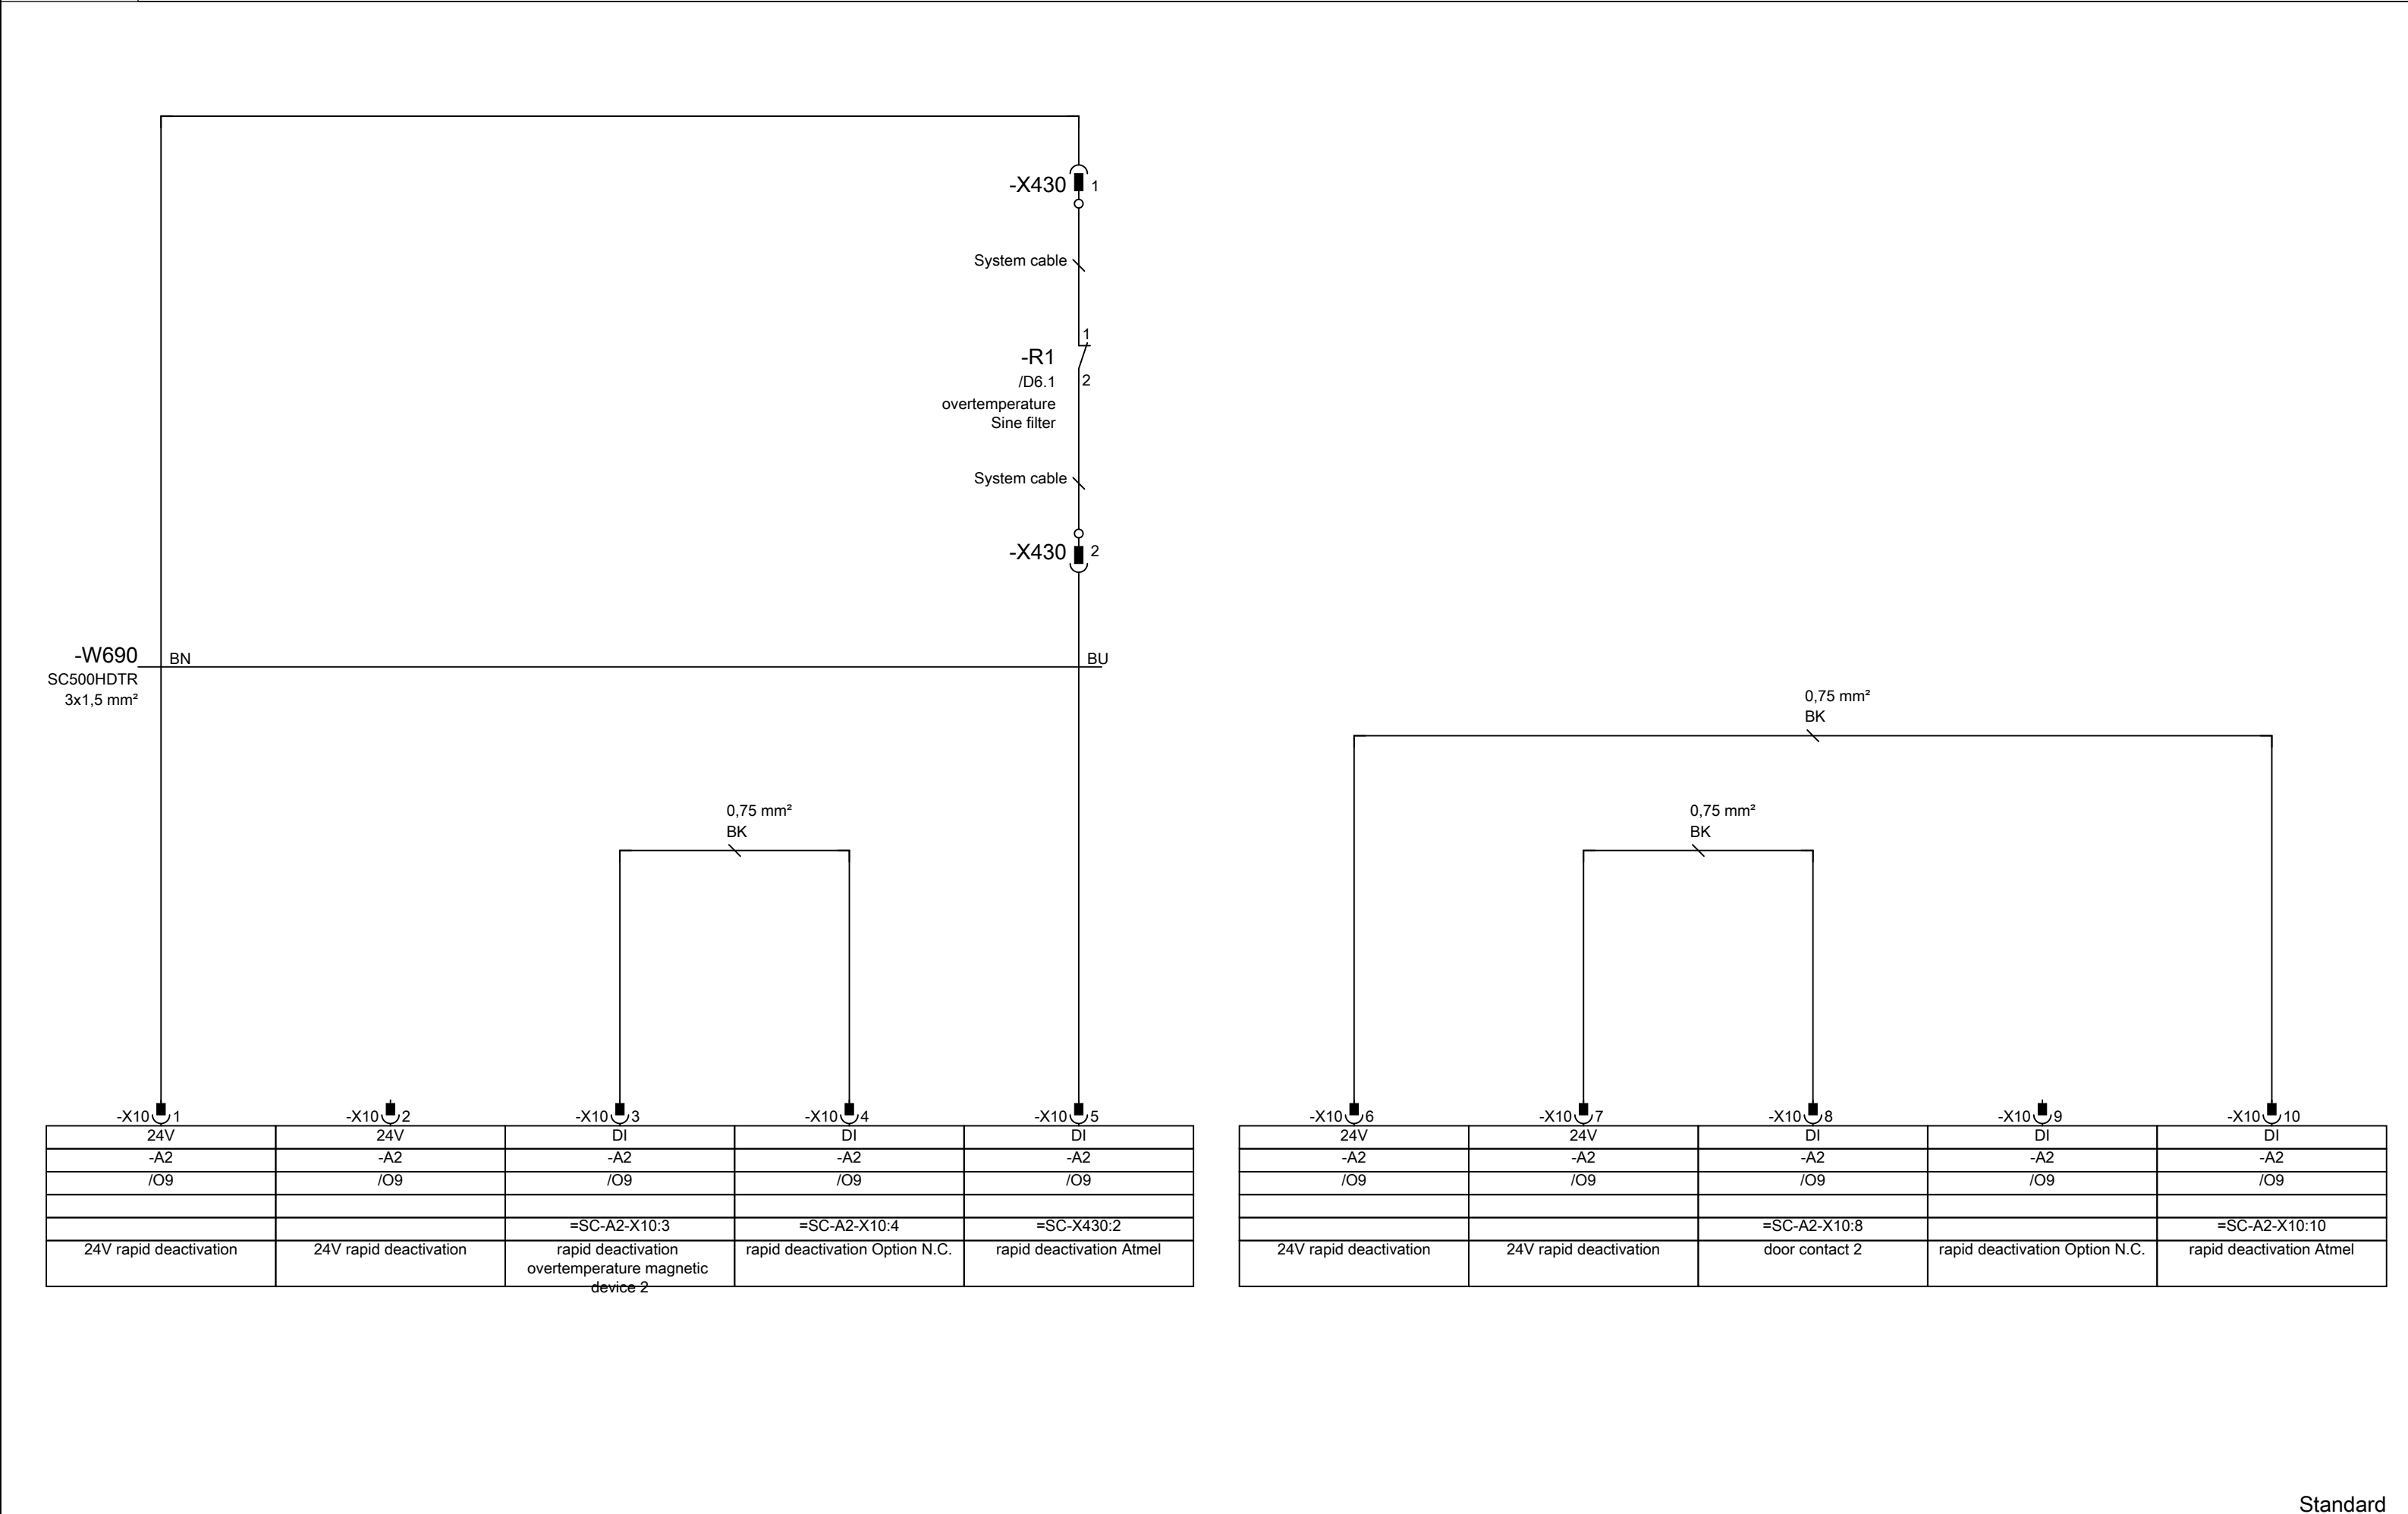 -X430 1
System cable
1
-R1
/D6.1 2
overtemperature
Sine filter
System cable
-X430 2
-W690 BN BU
SC500HDTR
3x1,5 mm²
0,75 mm²
BK
0,75 mm²
BK
0,75 mm²
BK
-X10 1 -X10 2 -X10 3 -X10 4 -X10 5 -X10 6 -X10 7 -X10 8 -X10 9 -X10 10
24V 24V DI DI DI 24V 24V DI DI DI
-A2 -A2 -A2 -A2 -A2 -A2 -A2 -A2 -A2 -A2
/O9 /O9 /O9 /O9 /O9 /O9 /O9 /O9 /O9 /O9
=SC-A2-X10:3 =SC-A2-X10:4 =SC-X430:2 =SC-A2-X10:8 =SC-A2-X10:10
24V rapid deactivation
24V rapid deactivation
rapid deactivation
overtemperature magnetic
device 2
rapid deactivation Option N.C.
rapid deactivation Atmel
24V rapid deactivation
24V rapid deactivation
door contact 2
rapid deactivation Option N.C.
rapid deactivation Atmel
Standard